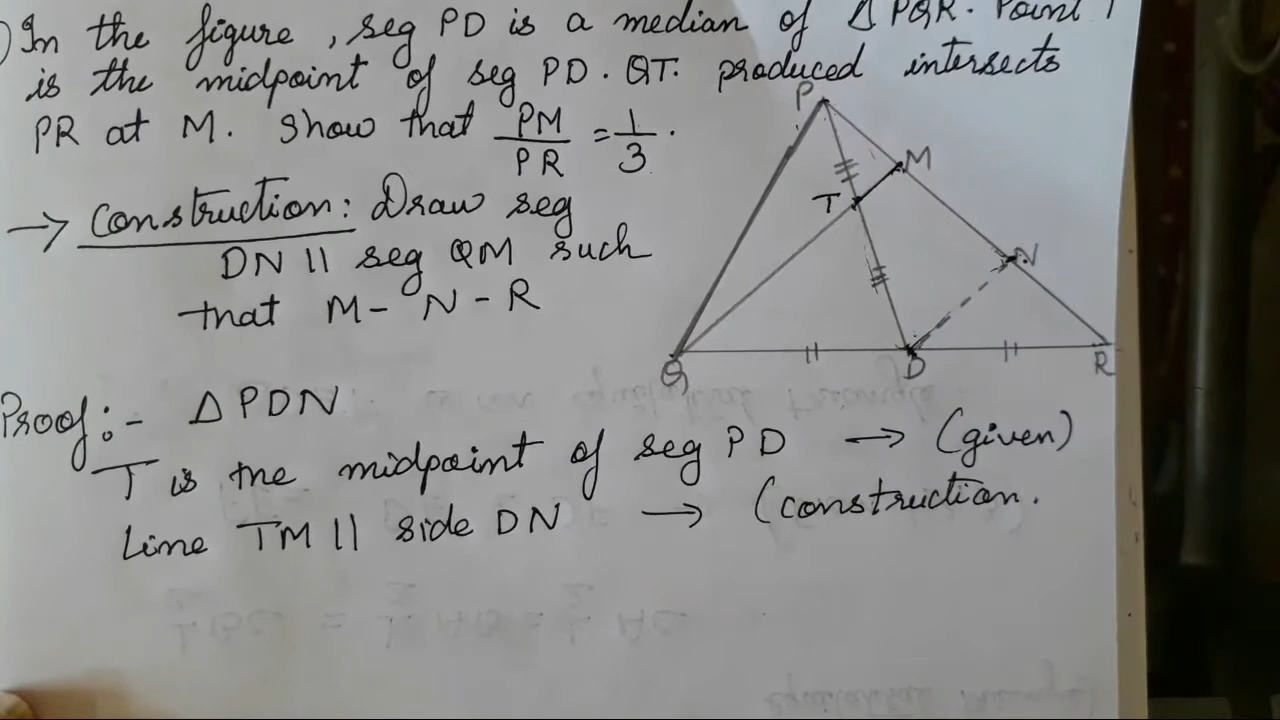 ) In the figure, seg PD is a median of Δ PQR. Point T
is the midpoint of seg PD. QT. produced intersects
PR at M. Show that PM/PR = 1/3.
→ Construction: Draw seg
DN || seg QM such
that M - N - R
P
M
T
N
Q
D
R
Proof:- Δ PDN
T is the midpoint of seg PD → (given)
Line TM || side DN → (construction.